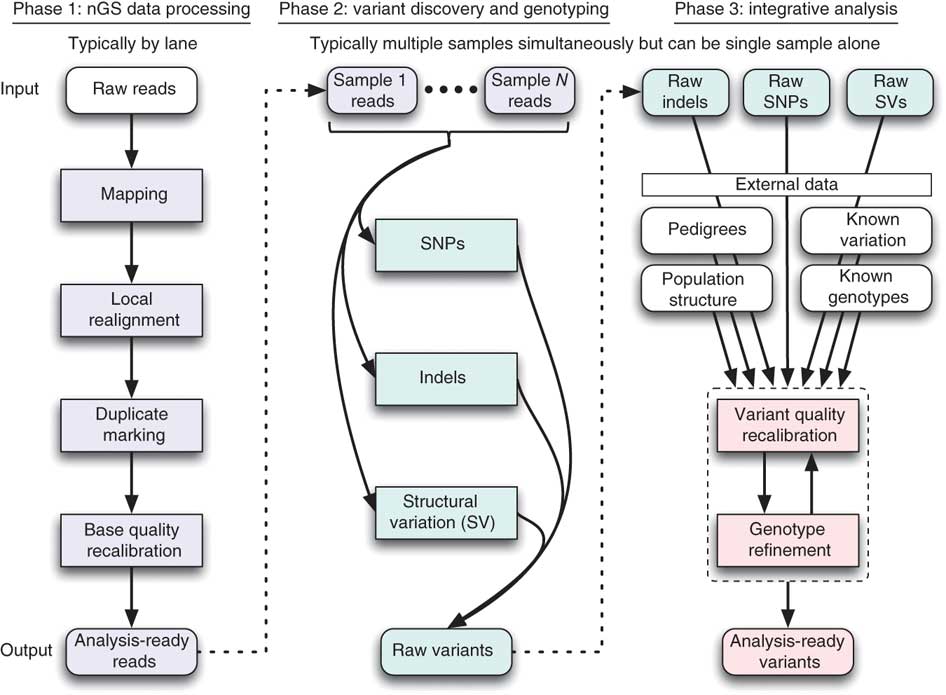 Phase 1: nGS data processing
Typically by lane
Input
Raw reads
Mapping
Local
realignment
Duplicate
marking
Base quality
recalibration
Output
Analysis-ready
reads
Phase 2: variant discovery and genotyping
Typically multiple samples simultaneously but can be single sample alone
Sample 1
reads
Sample N
reads
SNPs
Indels
Structural
variation (SV)
Raw variants
Phase 3: integrative analysis
Raw
indels
Raw
SNPs
Raw
SVs
External data
Pedigrees
Known
variation
Population
structure
Known
genotypes
Variant quality
recalibration
Genotype
refinement
Analysis-ready
variants